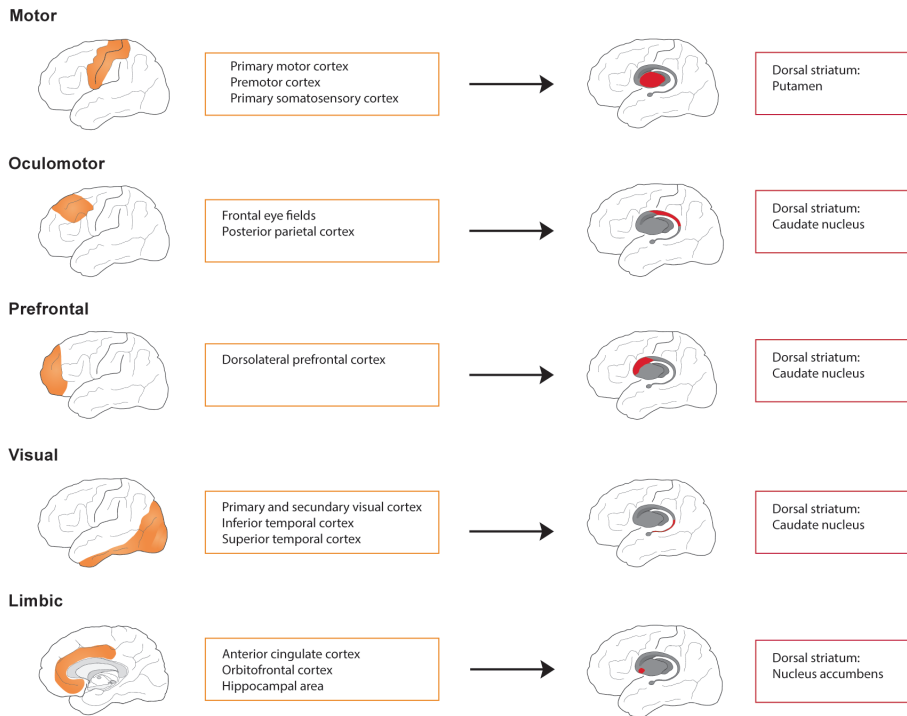 Motor
Primary motor cortex
Premotor cortex
Primary somatosensory cortex
Dorsal striatum:
Putamen
Oculomotor
Frontal eye fields
Posterior parietal cortex
Dorsal striatum:
Caudate nucleus
Prefrontal
Dorsolateral prefrontal cortex
Dorsal striatum:
Caudate nucleus
Visual
Primary and secundary visual cortex
Inferior temporal cortex
Superior temporal cortex
Dorsal striatum:
Caudate nucleus
Limbic
Anterior cingulate cortex
Orbitofrontal cortex
Hippocampal area
Dorsal striatum:
Nucleus accumbens